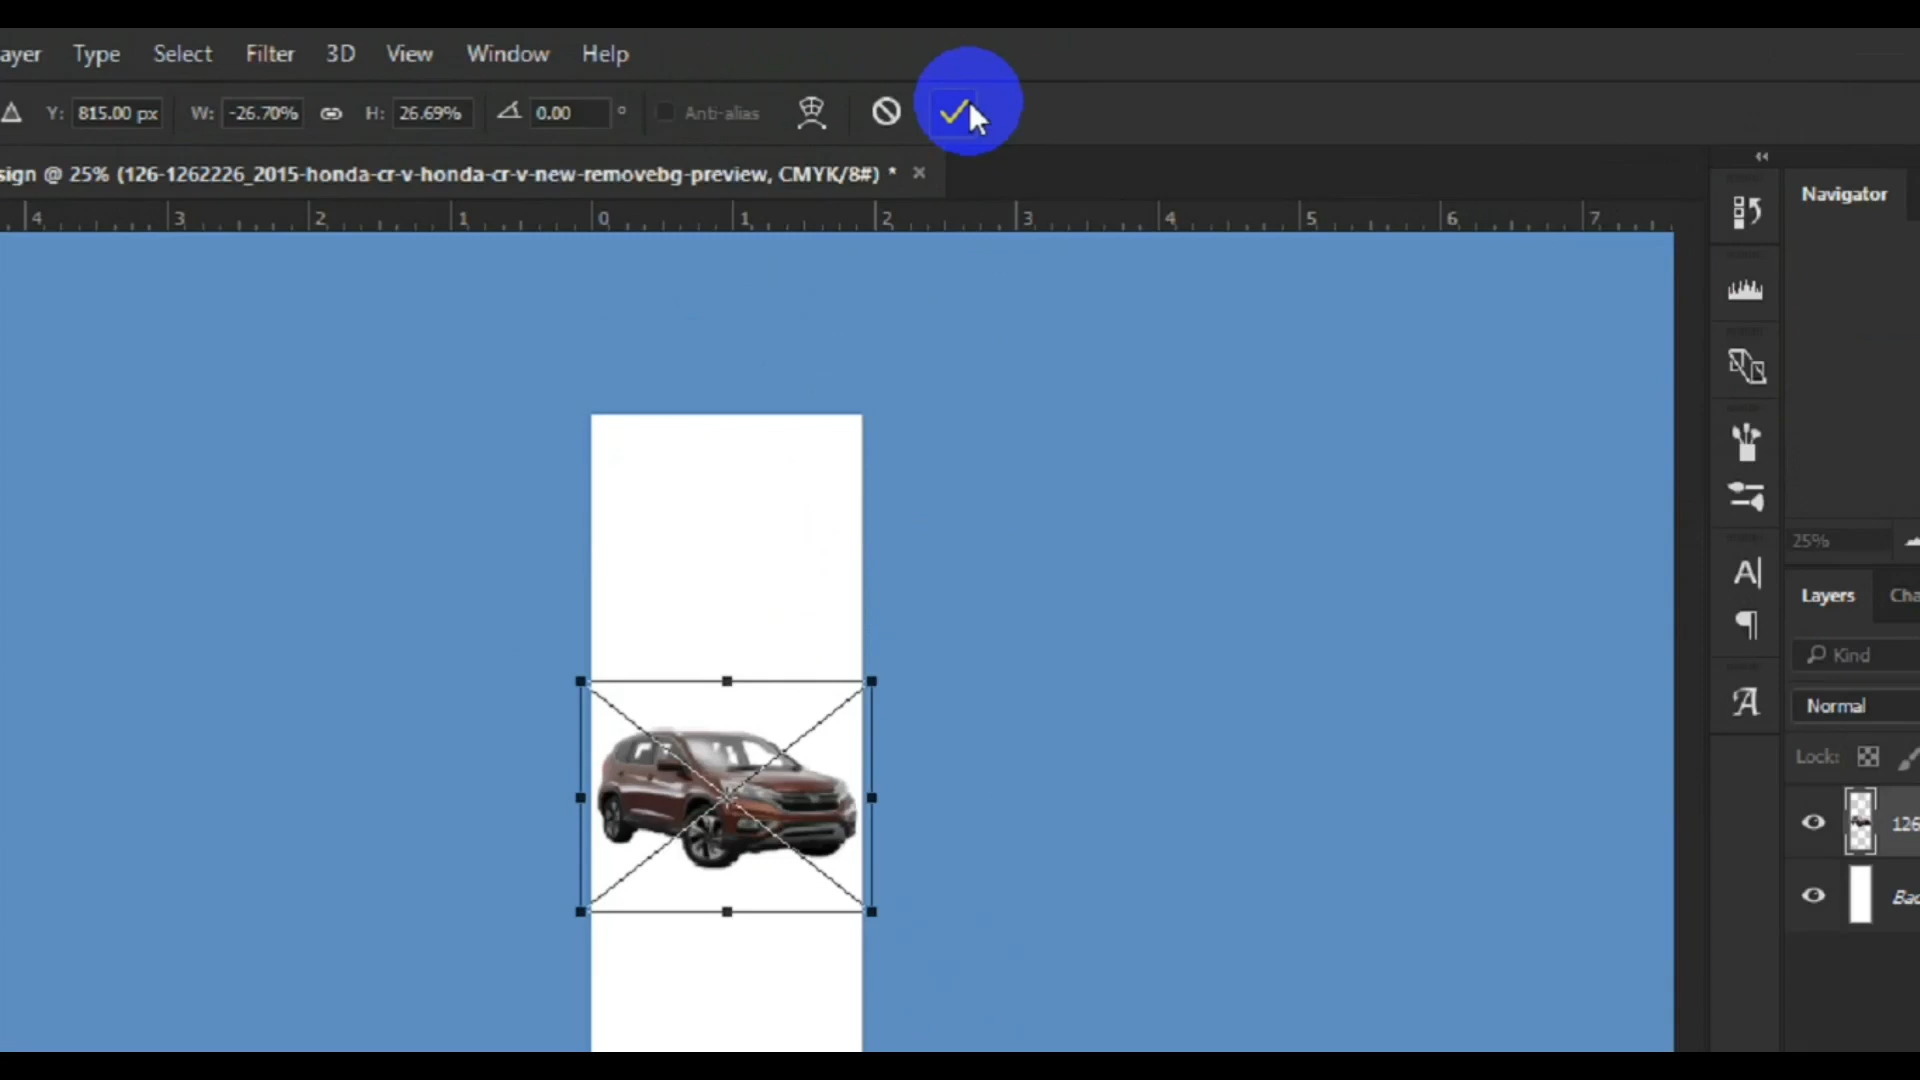 ayer Type Select Filter 3D View Window Help
Y: 815.00 px W: -26.70% H: 26.69% 0.00 ° Anti-alias
sign @ 25% (126-1262226_2015-honda-cr-v-honda-cr-v-new-removebg-preview, CMYK/8#) * ×
4 3 2 1 0 1 2 3 4 5 6 7
Navigator
25%
Layers Cha
Kind
Normal
Lock:
126
Bac